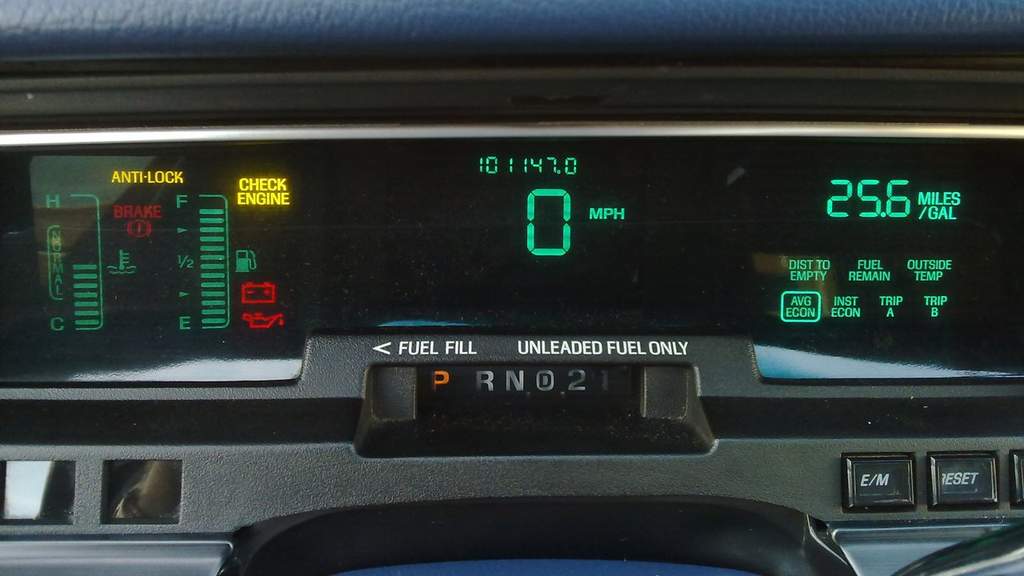 ANTI-LOCK
CHECK
ENGINE
H
BRAKE
F
NORMAL
1/2
C
E
101147.0
0 MPH
25.6 MILES
/GAL
DIST TO
EMPTY
FUEL
REMAIN
OUTSIDE
TEMP
AVG
ECON
INST
ECON
TRIP
A
TRIP
B
< FUEL FILL UNLEADED FUEL ONLY
P R N D 2 1
E/M
RESET